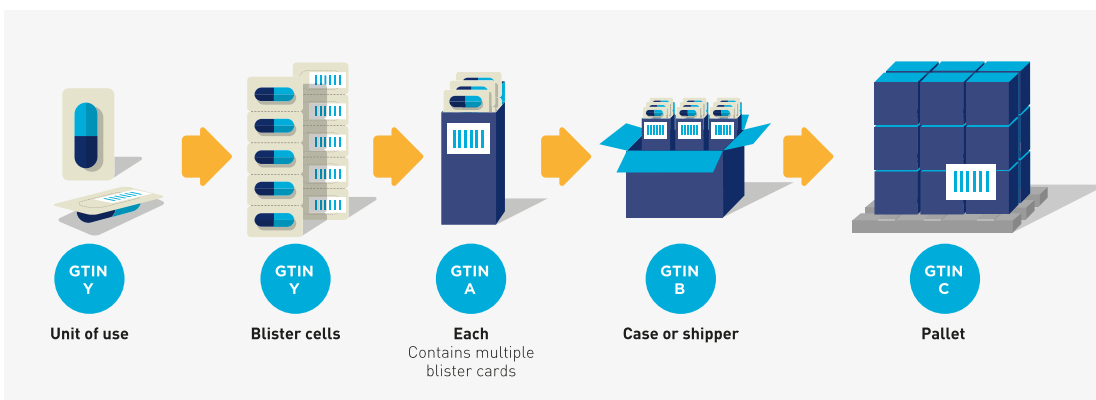 GTIN
Y
Unit of use
GTIN
Y
Blister cells
GTIN
A
Each
Contains multiple
blister cards
GTIN
B
Case or shipper
GTIN
C
Pallet